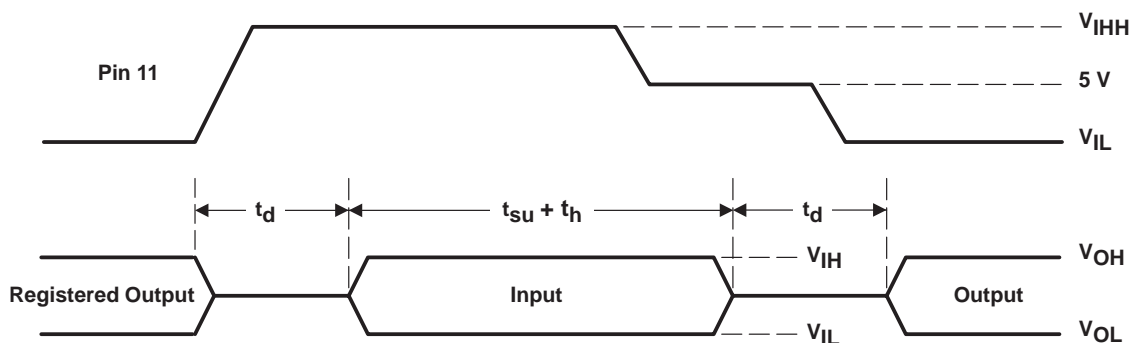 VIHH
Pin 11
5 V
VIL
td
tsu + th
td
VIH
VOH
Registered Output
Input
Output
VIL
VOL